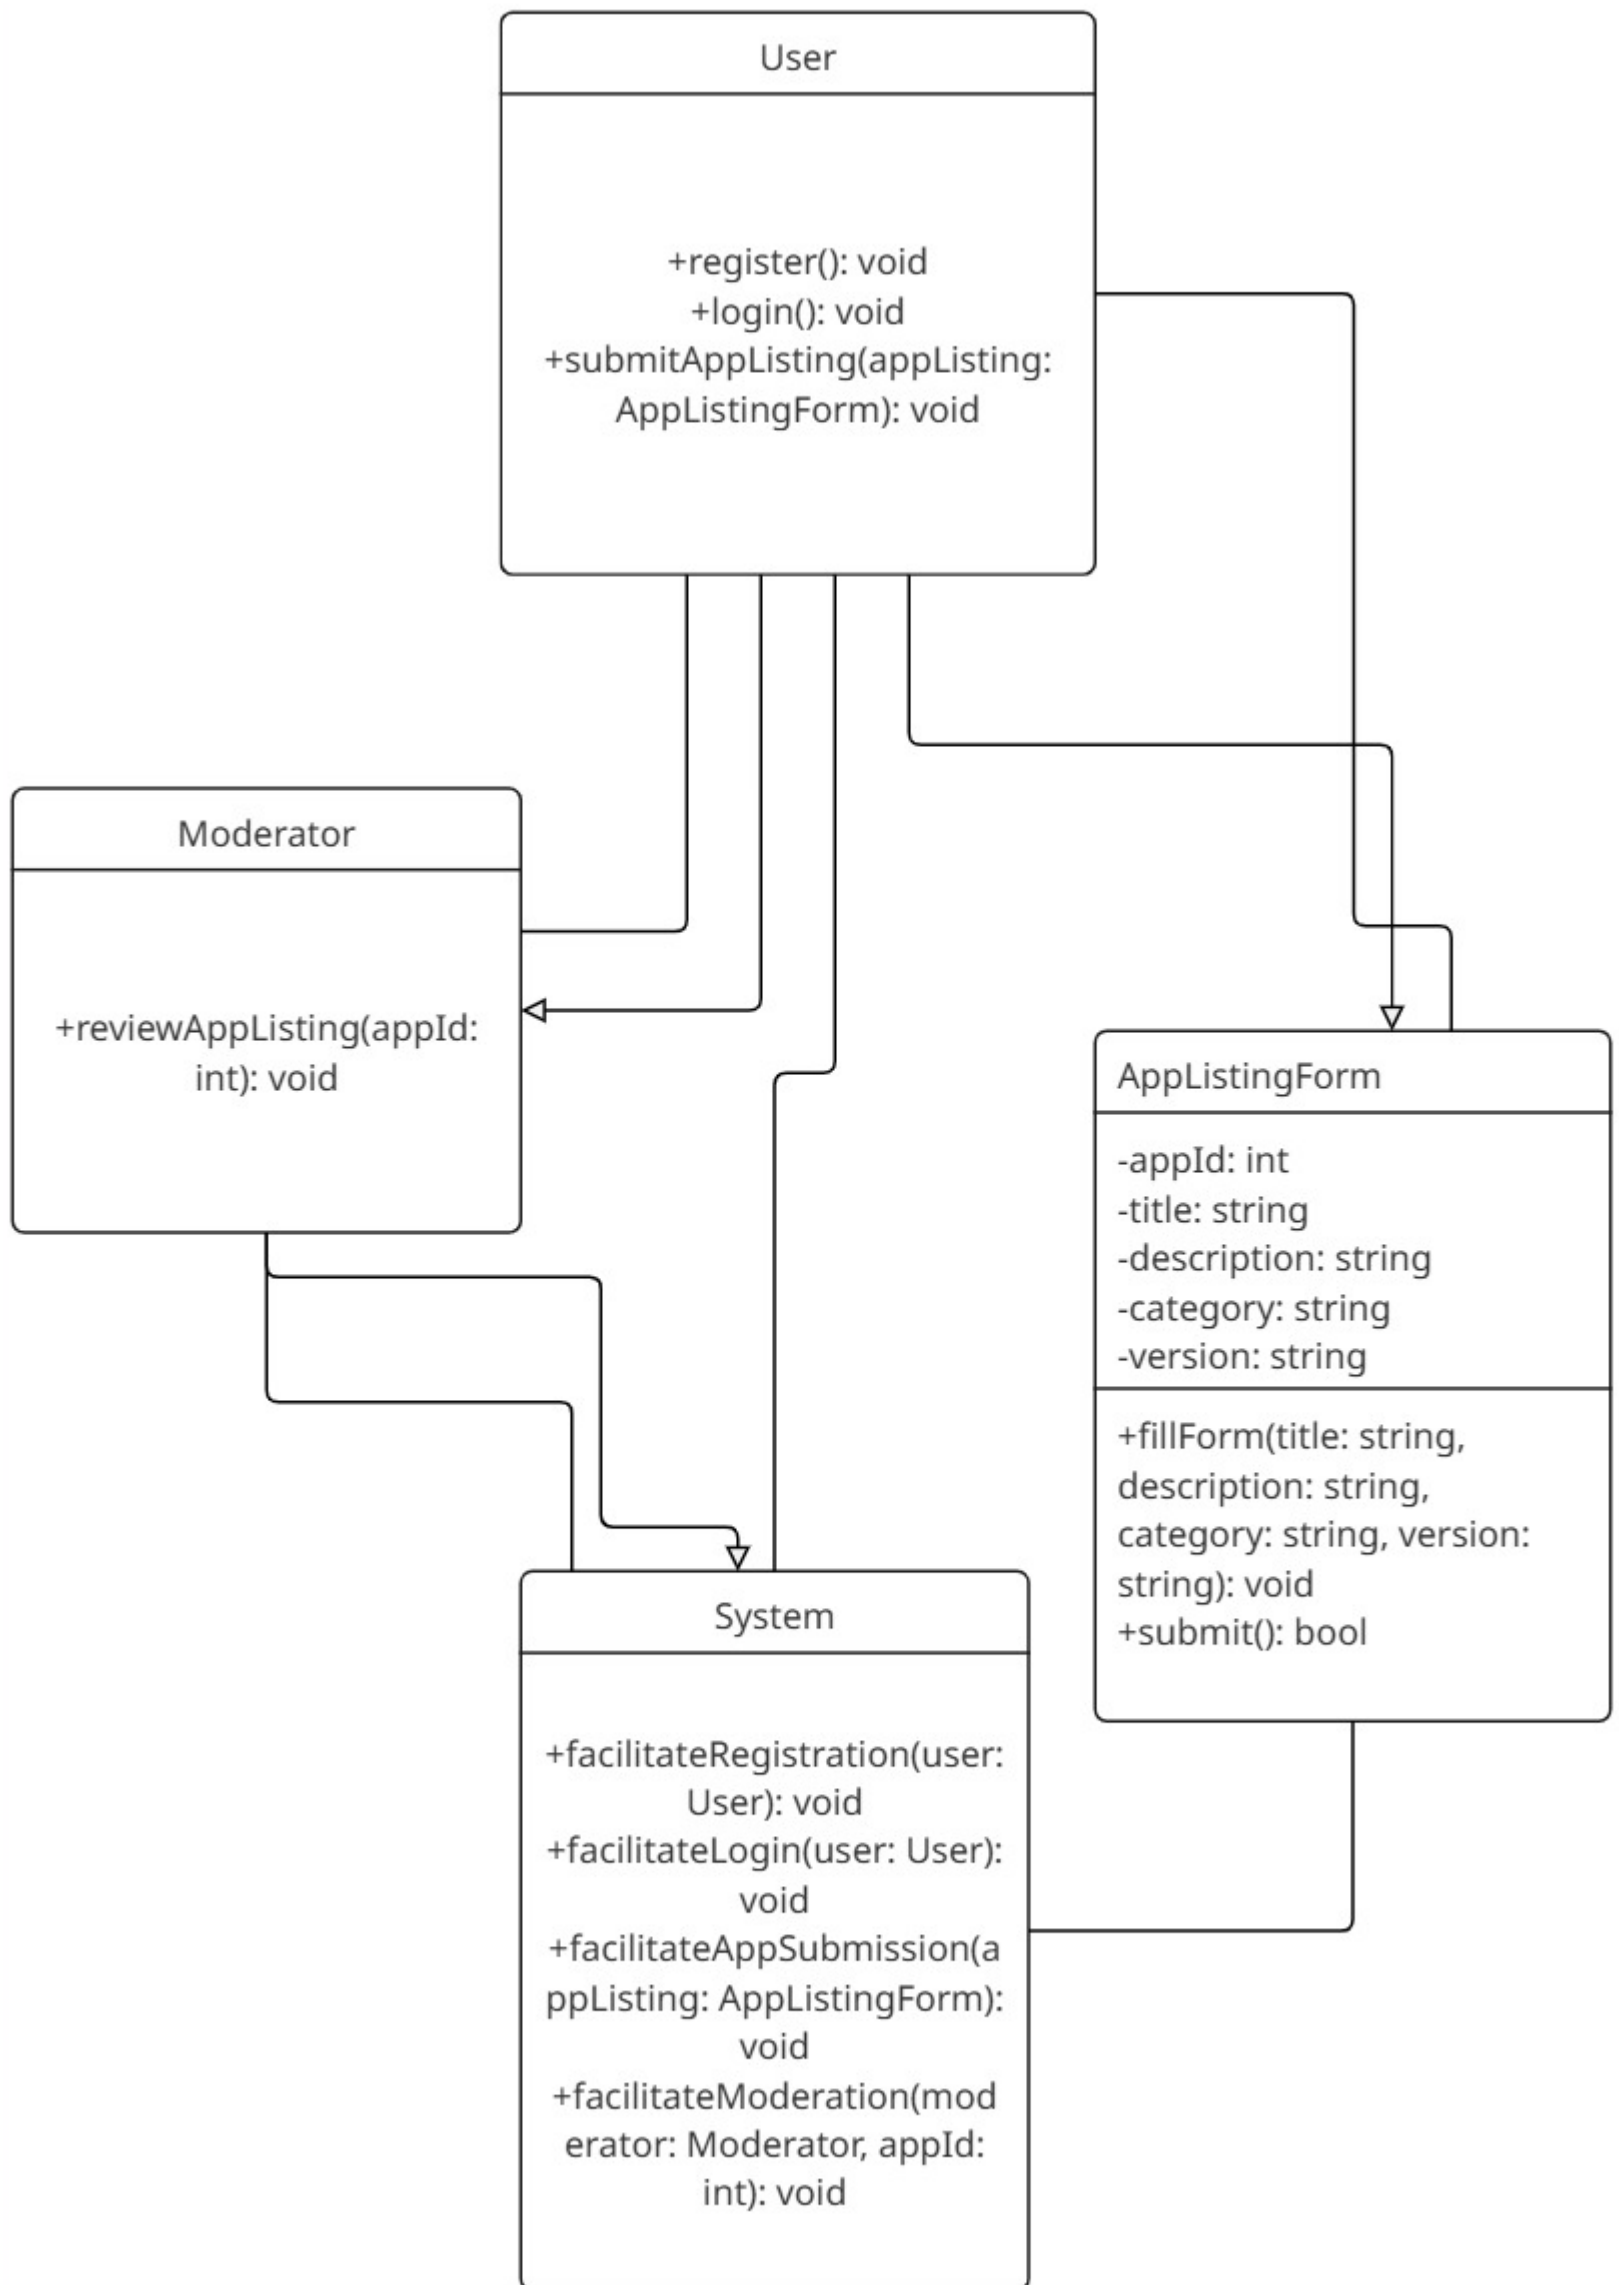 User
+register(): void
+login(): void
+submitAppListing(appListing:
AppListingForm): void
Moderator
+reviewAppListing(appId:
int): void
AppListingForm
-appId: int
-title: string
-description: string
-category: string
-version: string
+fillForm(title: string,
description: string,
category: string, version:
string): void
+submit(): bool
System
+facilitateRegistration(user:
User): void
+facilitateLogin(user: User):
void
+facilitateAppSubmission(a
ppListing: AppListingForm):
void
+facilitateModeration(mod
erator: Moderator, appId:
int): void